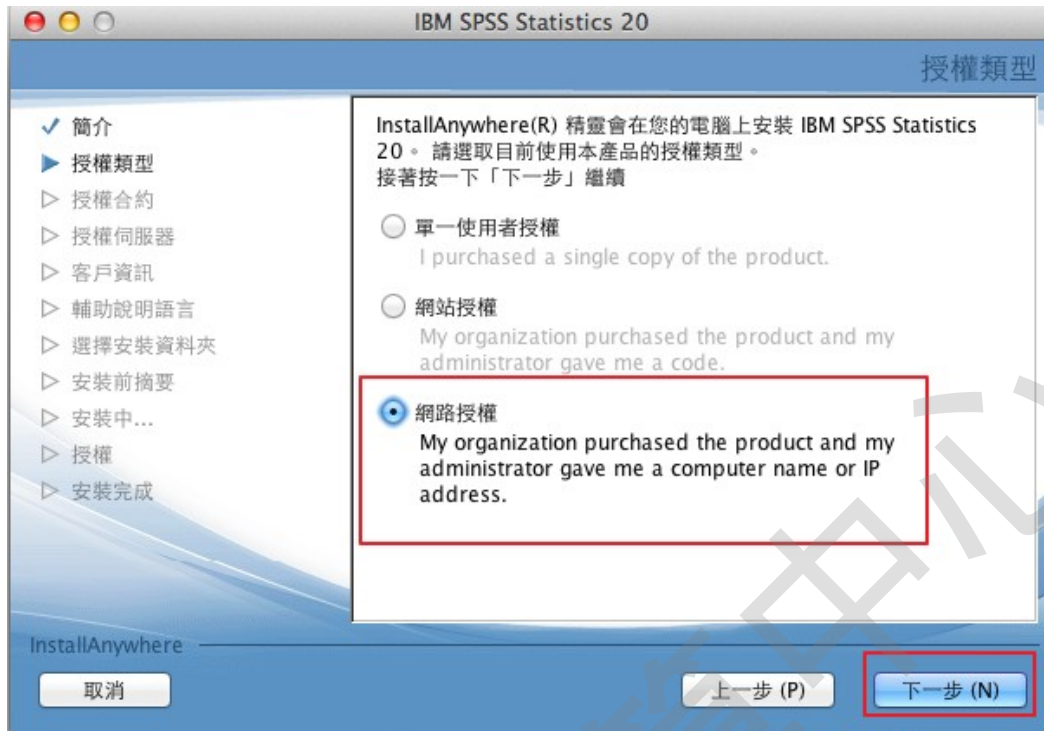 IBM SPSS Statistics 20
授權類型
簡介
授權類型
授權合約
授權伺服器
客戶資訊
輔助說明語言
選擇安裝資料夾
安裝前摘要
安裝中...
授權
安裝完成
InstallAnywhere(R) 精靈會在您的電腦上安裝 IBM SPSS Statistics
20。 請選取目前使用本產品的授權類型。
接著按一下「下一步」繼續
單一使用者授權
I purchased a single copy of the product.
網站授權
My organization purchased the product and my
administrator gave me a code.
網路授權
My organization purchased the product and my
administrator gave me a computer name or IP
address.
InstallAnywhere
取消
上一步 (P)
下一步 (N)
中心